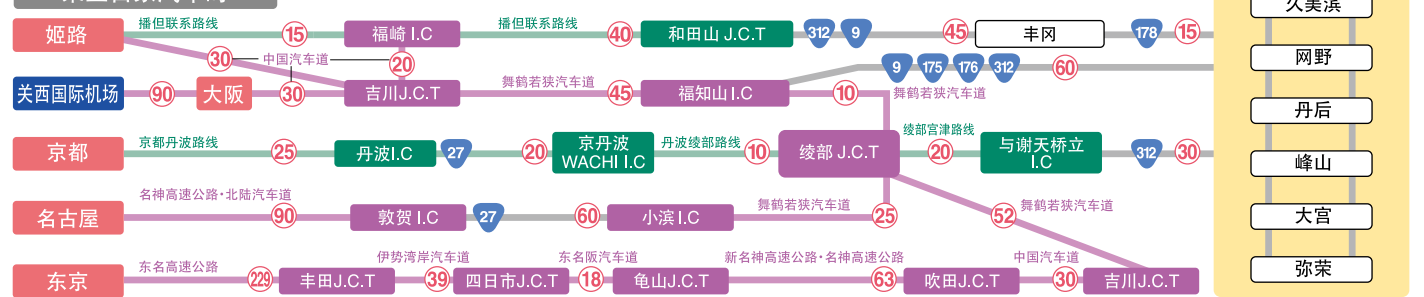 播但联系路线
播但联系路线
姬路
15
福崎 I.C
40
和田山 J.C.T
312
9
45
丰冈
178
15
30
中国汽车道
20
关西国际机场
90
大阪
30
吉川J.C.T
舞鹤若狭汽车道
45
福知山 I.C
10
舞鹤若狭汽车道
9
175
176
312
60
京都
京都丹波路线
25
丹波I.C
27
20
京丹波
WACHI I.C
丹波绫部路线
10
绫部 J.C.T
绫部宫津路线
20
与谢天桥立
I.C
312
30
名古屋
名神高速公路·北陆汽车道
90
敦贺 I.C
27
60
小滨 I.C
舞鹤若狭汽车道
25
52
舞鹤若狭汽车道
东京
东名高速公路
229
丰田J.C.T
伊势湾岸汽车道
39
四日市J.C.T
东名阪汽车道
18
龟山J.C.T
新名神高速公路·名神高速公路
63
吹田J.C.T
中国汽车道
30
吉川J.C.T
久美滨
网野
丹后
峰山
大宫
弥荣